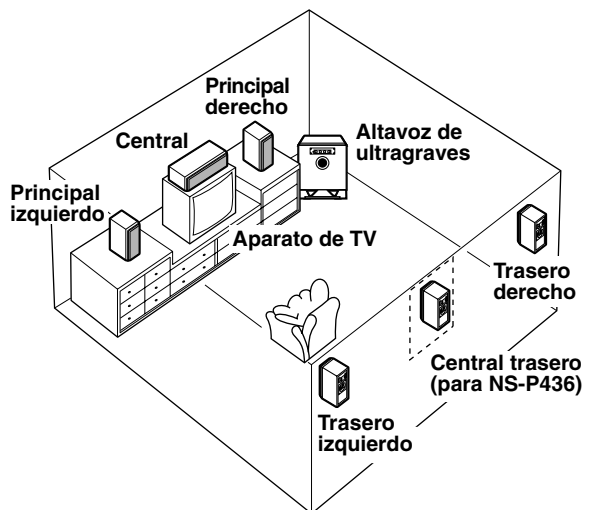 Principal
derecho
Central
Altavoz de
ultragraves
Principal
izquierdo
Aparato de TV
Trasero
derecho
Central trasero
(para NS-P436)
Trasero
izquierdo